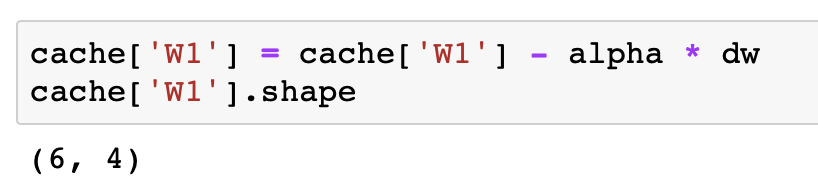 cache['W1'] = cache['W1'] - alpha * dw
cache['W1'].shape
(6, 4)